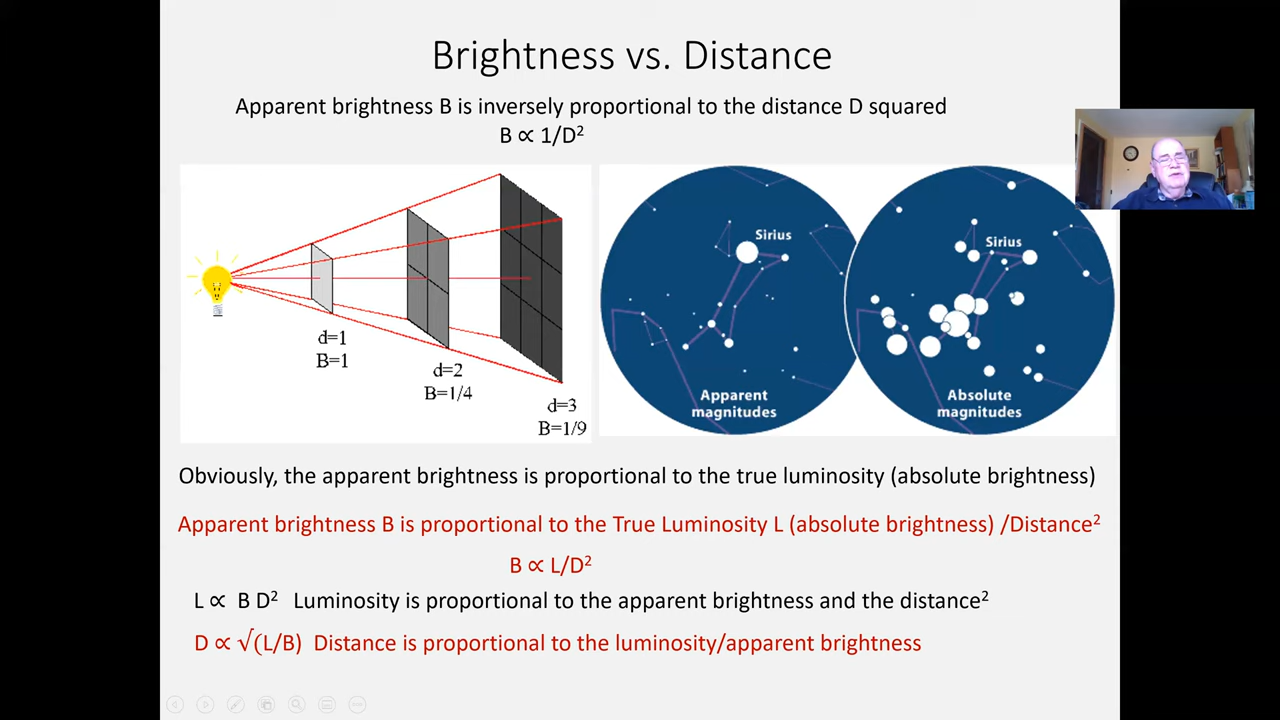 Brightness vs. Distance
Apparent brightness B is inversely proportional to the distance D squared
B ∝ 1/D²
d=1
B=1
d=2
B=1/4
d=3
B=1/9
Sirius
Apparent
magnitudes
Sirius
Absolute
magnitudes
Obviously, the apparent brightness is proportional to the true luminosity (absolute brightness)
Apparent brightness B is proportional to the True Luminosity L (absolute brightness) /Distance²
B ∝ L/D²
L ∝ B D² Luminosity is proportional to the apparent brightness and the distance²
D ∝ √(L/B) Distance is proportional to the luminosity/apparent brightness